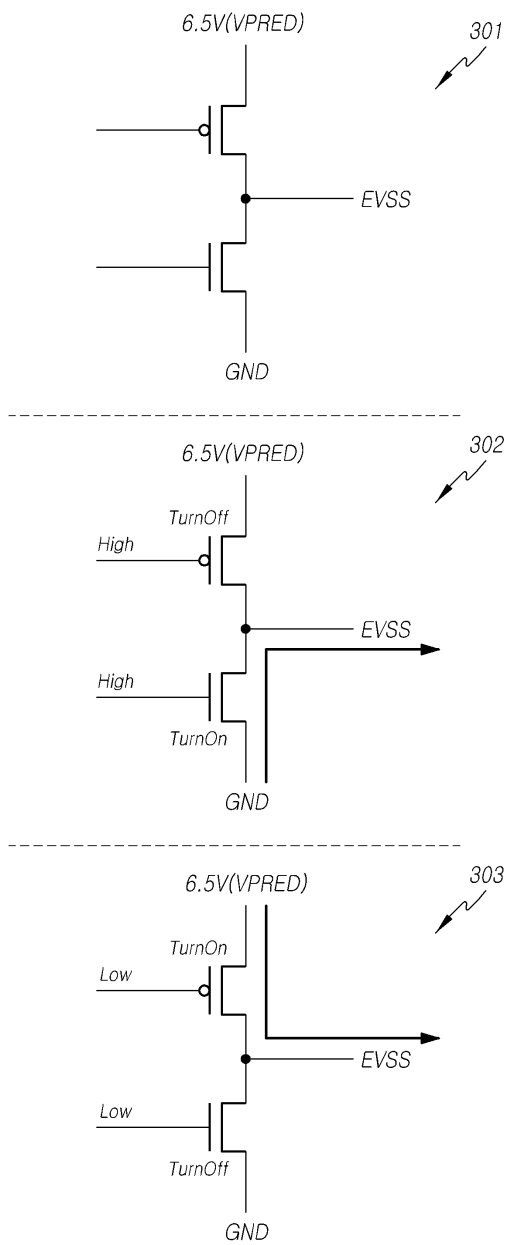 6.5V(VPRED)
301
EVSS
GND
302
6.5V(VPRED)
TurnOff
High
EVSS
High
TurnOn
GND
303
6.5V(VPRED)
TurnOn
Low
EVSS
Low
TurnOff
GND